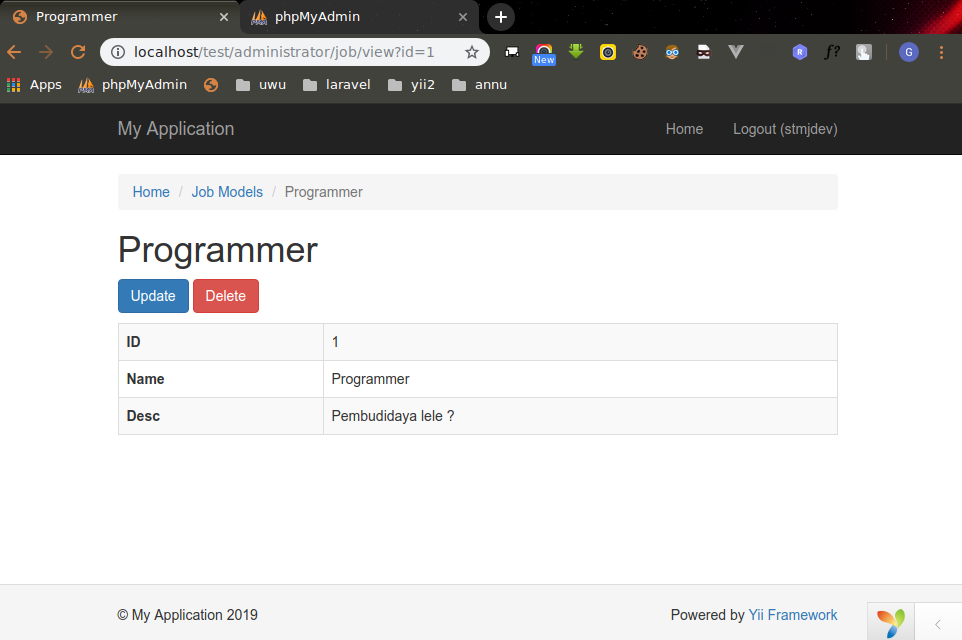 Programmer
phpMyAdmin
localhost/test/administrator/job/view?id=1
New
R
f?
G
Apps
phpMyAdmin
uwu
laravel
yii2
annu
My Application
Home
Logout (stmjdev)
Home / Job Models / Programmer
Programmer
Update Delete
ID 1
Name Programmer
Desc Pembudidaya lele ?
© My Application 2019
Powered by Yii Framework